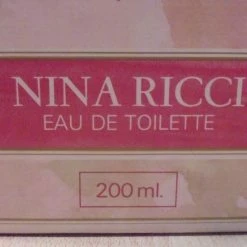 NINA RICCI
EAU DE TOILETTE
200 ml.